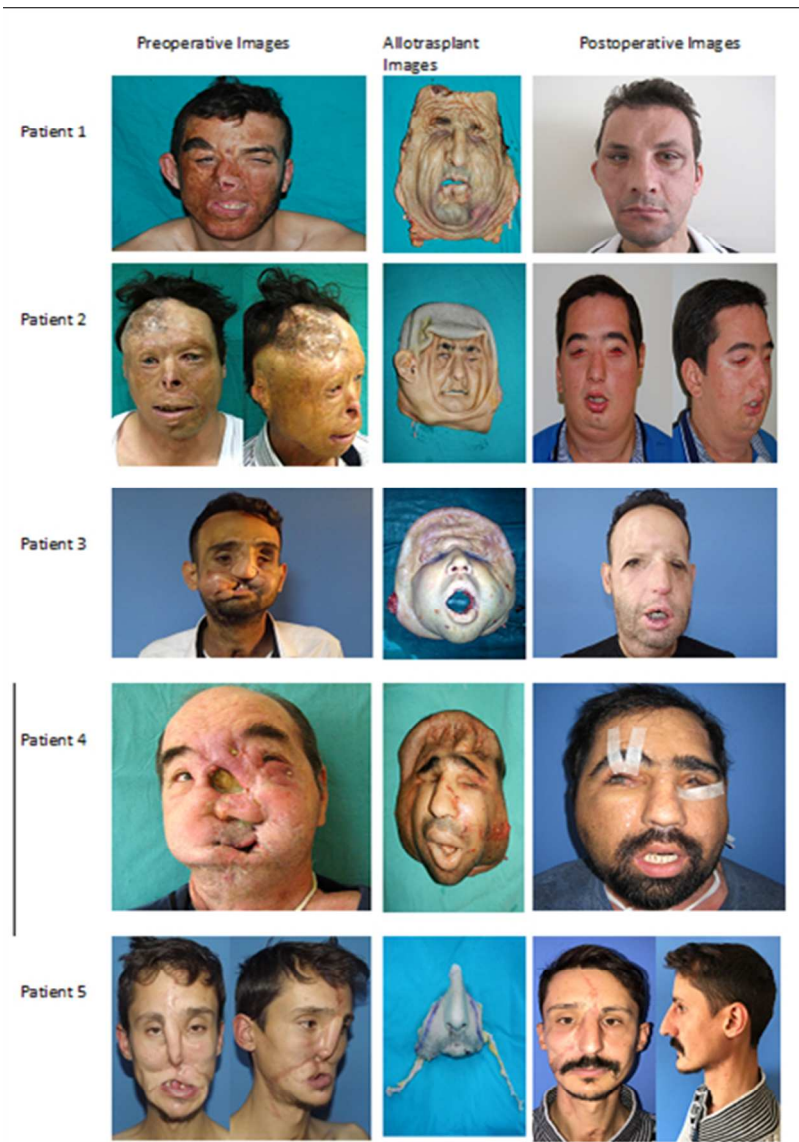 Preoperative Images
Allotrasplant
Images
Postoperative Images
Patient 1
Patient 2
Patient 3
Patient 4
Patient 5